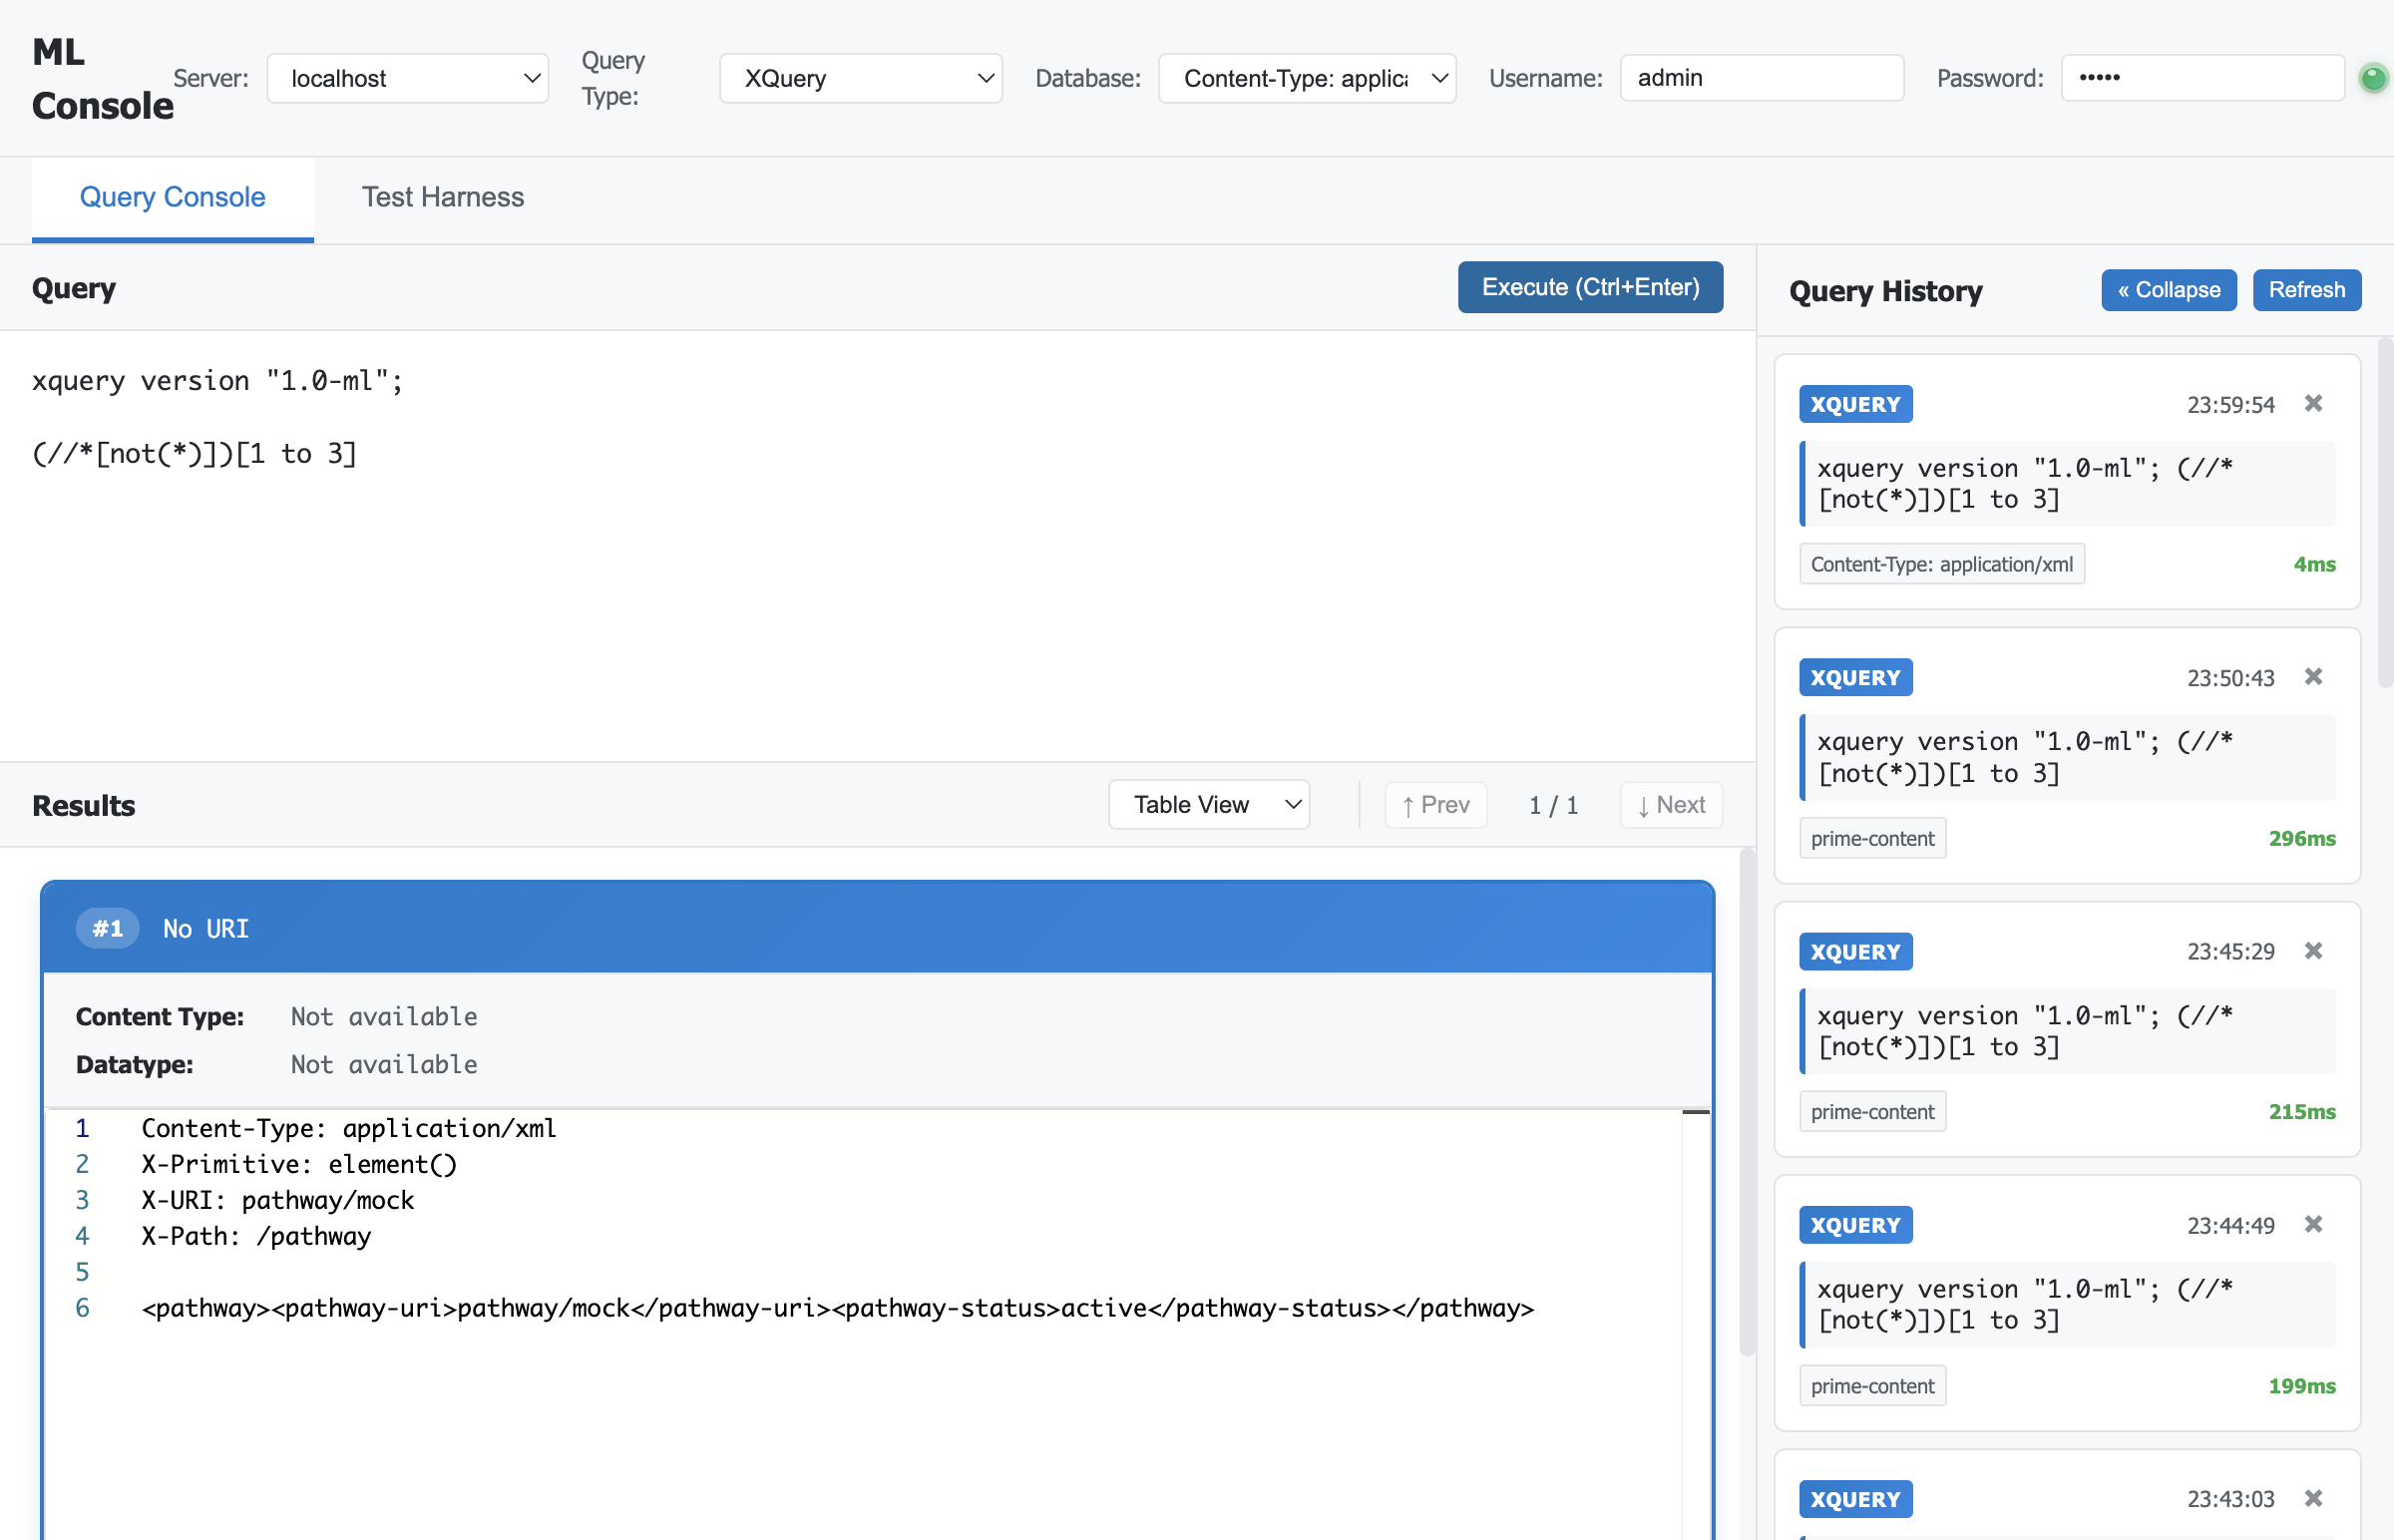 ML
Console
Server:
localhost
Query
Type:
XQuery
Database:
Content-Type: applica
Username:
admin
Password:
•••••
Query Console
Test Harness
Query
Execute (Ctrl+Enter)
xquery version "1.0-ml";
(//*[not(*)])[1 to 3]
Results
Table View
↑ Prev
1 / 1
↓ Next
#1 No URI
Content Type: Not available
Datatype: Not available
1 Content-Type: application/xml
2 X-Primitive: element()
3 X-URI: pathway/mock
4 X-Path: /pathway
5
6 <pathway><pathway-uri>pathway/mock</pathway-uri><pathway-status>active</pathway-status></pathway>
Query History
« Collapse
Refresh
XQUERY 23:59:54 ✖
xquery version "1.0-ml"; (//*
[not(*)])[1 to 3]
Content-Type: application/xml 4ms
XQUERY 23:50:43 ✖
xquery version "1.0-ml"; (//*
[not(*)])[1 to 3]
prime-content 296ms
XQUERY 23:45:29 ✖
xquery version "1.0-ml"; (//*
[not(*)])[1 to 3]
prime-content 215ms
XQUERY 23:44:49 ✖
xquery version "1.0-ml"; (//*
[not(*)])[1 to 3]
prime-content 199ms
XQUERY 23:43:03 ✖